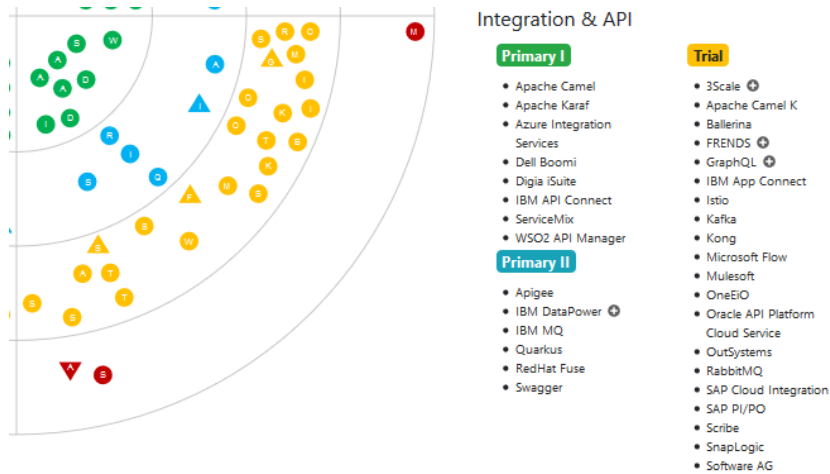 Integration & API
Primary I
Apache Camel
Apache Karaf
Azure Integration
Services
Dell Boomi
Digia iSuite
IBM API Connect
ServiceMix
WSO2 API Manager
Primary II
Apigee
IBM DataPower
IBM MQ
Quarkus
RedHat Fuse
Swagger
Trial
3Scale
Apache Camel K
Ballerina
FRENDS
GraphQL
IBM App Connect
Istio
Kafka
Kong
Microsoft Flow
Mulesoft
OneEiO
Oracle API Platform
Cloud Service
OutSystems
RabbitMQ
SAP Cloud Integration
SAP PI/PO
Scribe
SnapLogic
Software AG
S W
A
A A D
I D
A
I
R
I
S Q
S R O
G M
I
O K I
O T B
K
F M S
B
S W
A T
S S T
M
A S